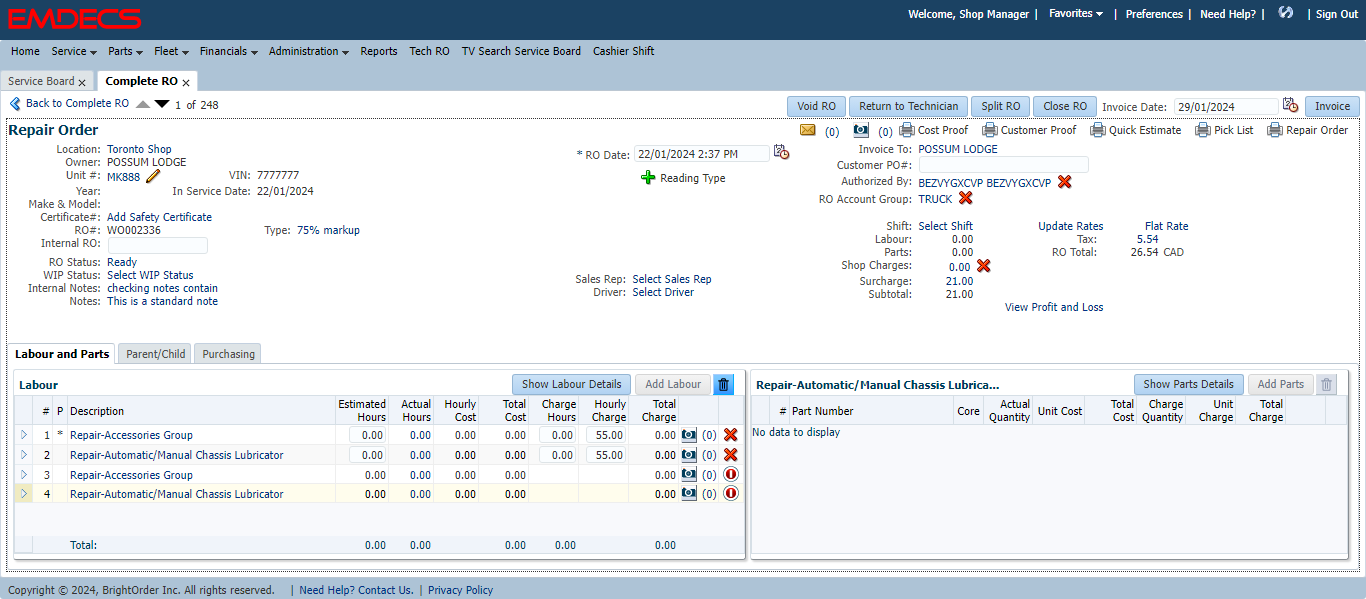 EMDECS
Welcome, Shop Manager | Favorites | Preferences | Need Help? | | Sign Out
Home Service Parts Fleet Financials Administration Reports Tech RO TV Search Service Board Cashier Shift
Service Board x Complete RO x
Back to Complete RO 1 of 248 Void RO Return to Technician Split RO Close RO Invoice Date: 29/01/2024 Invoice
Repair Order (0) (0) Cost Proof Customer Proof Quick Estimate Pick List Repair Order
Location: Toronto Shop * RO Date: 22/01/2024 2:37 PM Invoice To: POSSUM LODGE
Owner: POSSUM LODGE Customer PO#:
Unit #: MK888 VIN: 7777777 Reading Type Authorized By: BEZVYGXCVP BEZVYGXCVP
Year: In Service Date: 22/01/2024 RO Account Group: TRUCK
Make & Model:
Certificate#: Add Safety Certificate
RO#: WO002336 Type: 75% markup Shift: Select Shift Update Rates Flat Rate
Internal RO: Labour: 0.00 Tax: 5.54
Parts: 0.00 RO Total: 26.54 CAD
RO Status: Ready Shop Charges: 0.00
WIP Status: Select WIP Status Sales Rep: Select Sales Rep Surcharge: 21.00
Internal Notes: checking notes contain Driver: Select Driver Subtotal: 21.00
Notes: This is a standard note View Profit and Loss
Labour and Parts Parent/Child Purchasing
Labour Show Labour Details Add Labour
# P Description Estimated Hours Actual Hours Hourly Cost Total Cost Charge Hours Hourly Charge Total Charge
1 * Repair-Accessories Group 0.00 0.00 0.00 0.00 0.00 55.00 0.00 (0)
2 Repair-Automatic/Manual Chassis Lubricator 0.00 0.00 0.00 0.00 0.00 55.00 0.00 (0)
3 Repair-Accessories Group 0.00 0.00 0.00 0.00 0.00 (0)
4 Repair-Automatic/Manual Chassis Lubricator 0.00 0.00 0.00 0.00 0.00 (0)
Total: 0.00 0.00 0.00 0.00 0.00
Repair-Automatic/Manual Chassis Lubrica... Show Parts Details Add Parts
# Part Number Core Actual Quantity Unit Cost Total Cost Charge Quantity Unit Charge Total Charge
No data to display
Copyright © 2024, BrightOrder Inc. All rights reserved. | Need Help? Contact Us. | Privacy Policy